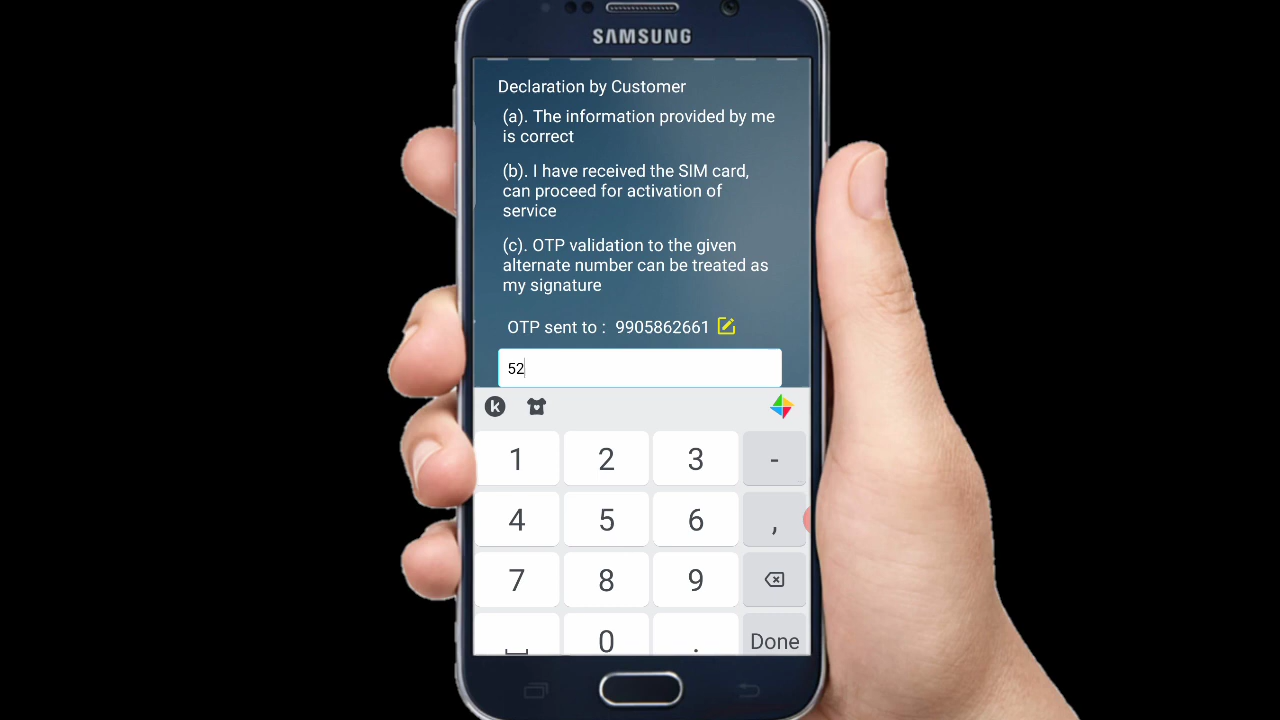 SAMSUNG
Declaration by Customer
(a). The information provided by me
is correct
(b). I have received the SIM card,
can proceed for activation of
service
(c). OTP validation to the given
alternate number can be treated as
my signature
OTP sent to : 9905862661
52
k
1 2 3 -
4 5 6 ,
7 8 9
0 . Done